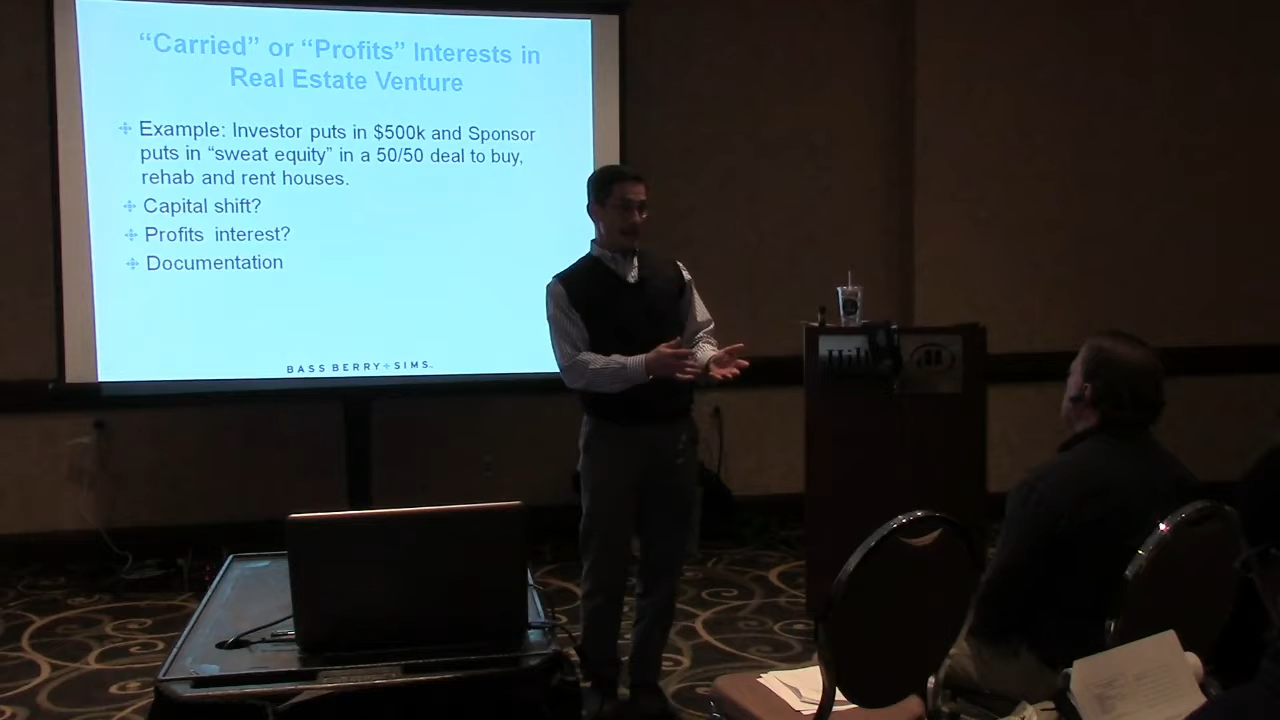 “Carried” or “Profits” Interests in
Real Estate Venture
Example: Investor puts in $500k and Sponsor
puts in “sweat equity” in a 50/50 deal to buy,
rehab and rent houses.
Capital shift?
Profits interest?
Documentation
BASS BERRY+SIMS